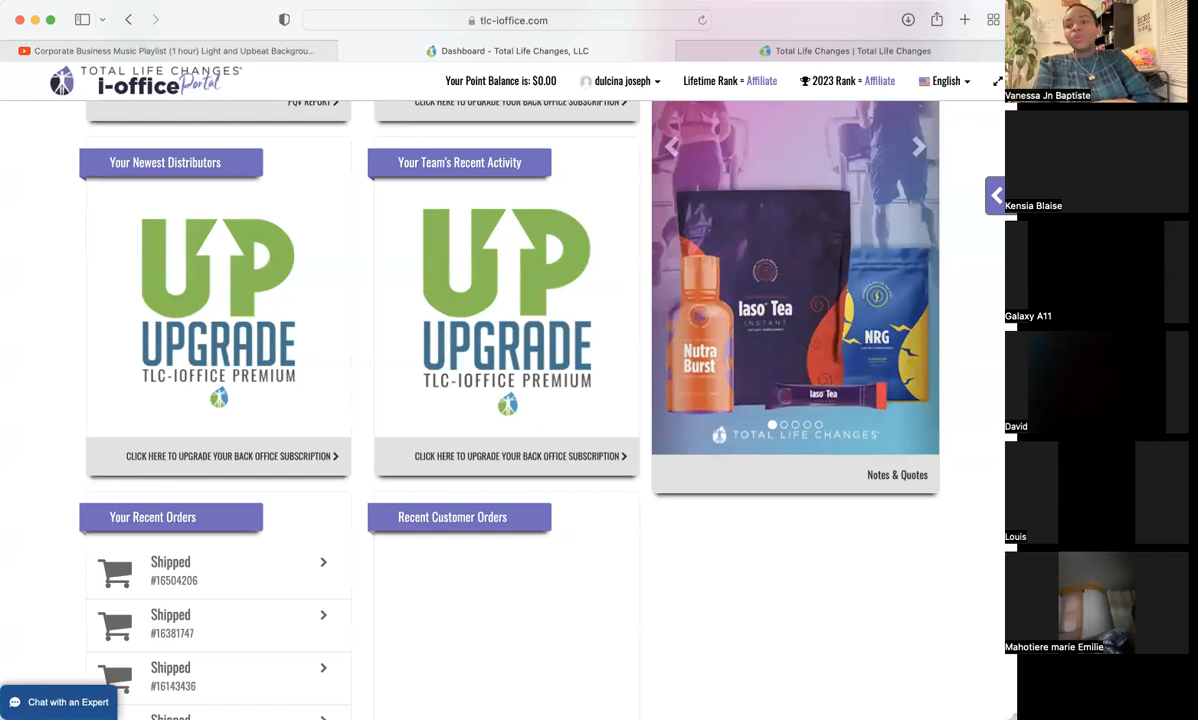 tlc-ioffice.com
Corporate Business Music Playlist (1 hour) Light and Upbeat Backgrou...
Dashboard - Total Life Changes, LLC
Total Life Changes | Total Life Changes
TOTAL LIFE CHANGES®
i-office Portal
Your Point Balance is: $0.00
dulcina joseph
Lifetime Rank = Affiliate
2023 Rank = Affiliate
English
PQV REPORT
CLICK HERE TO UPGRADE YOUR BACK OFFICE SUBSCRIPTION
Your Newest Distributors
UP
UPGRADE
TLC-IOFFICE PREMIUM
CLICK HERE TO UPGRADE YOUR BACK OFFICE SUBSCRIPTION
Your Team's Recent Activity
UP
UPGRADE
TLC-IOFFICE PREMIUM
CLICK HERE TO UPGRADE YOUR BACK OFFICE SUBSCRIPTION
Iaso® Tea
INSTANT
Nutra
Burst
NRG
Iaso® Tea
TOTAL LIFE CHANGES®
Notes & Quotes
Your Recent Orders
Shipped
#16504206
Shipped
#16381747
Shipped
#16143436
Recent Customer Orders
Chat with an Expert
Vanessa Jn Baptiste
Kensia Blaise
Galaxy A11
David
Louis
Mahotiere marie Emilie